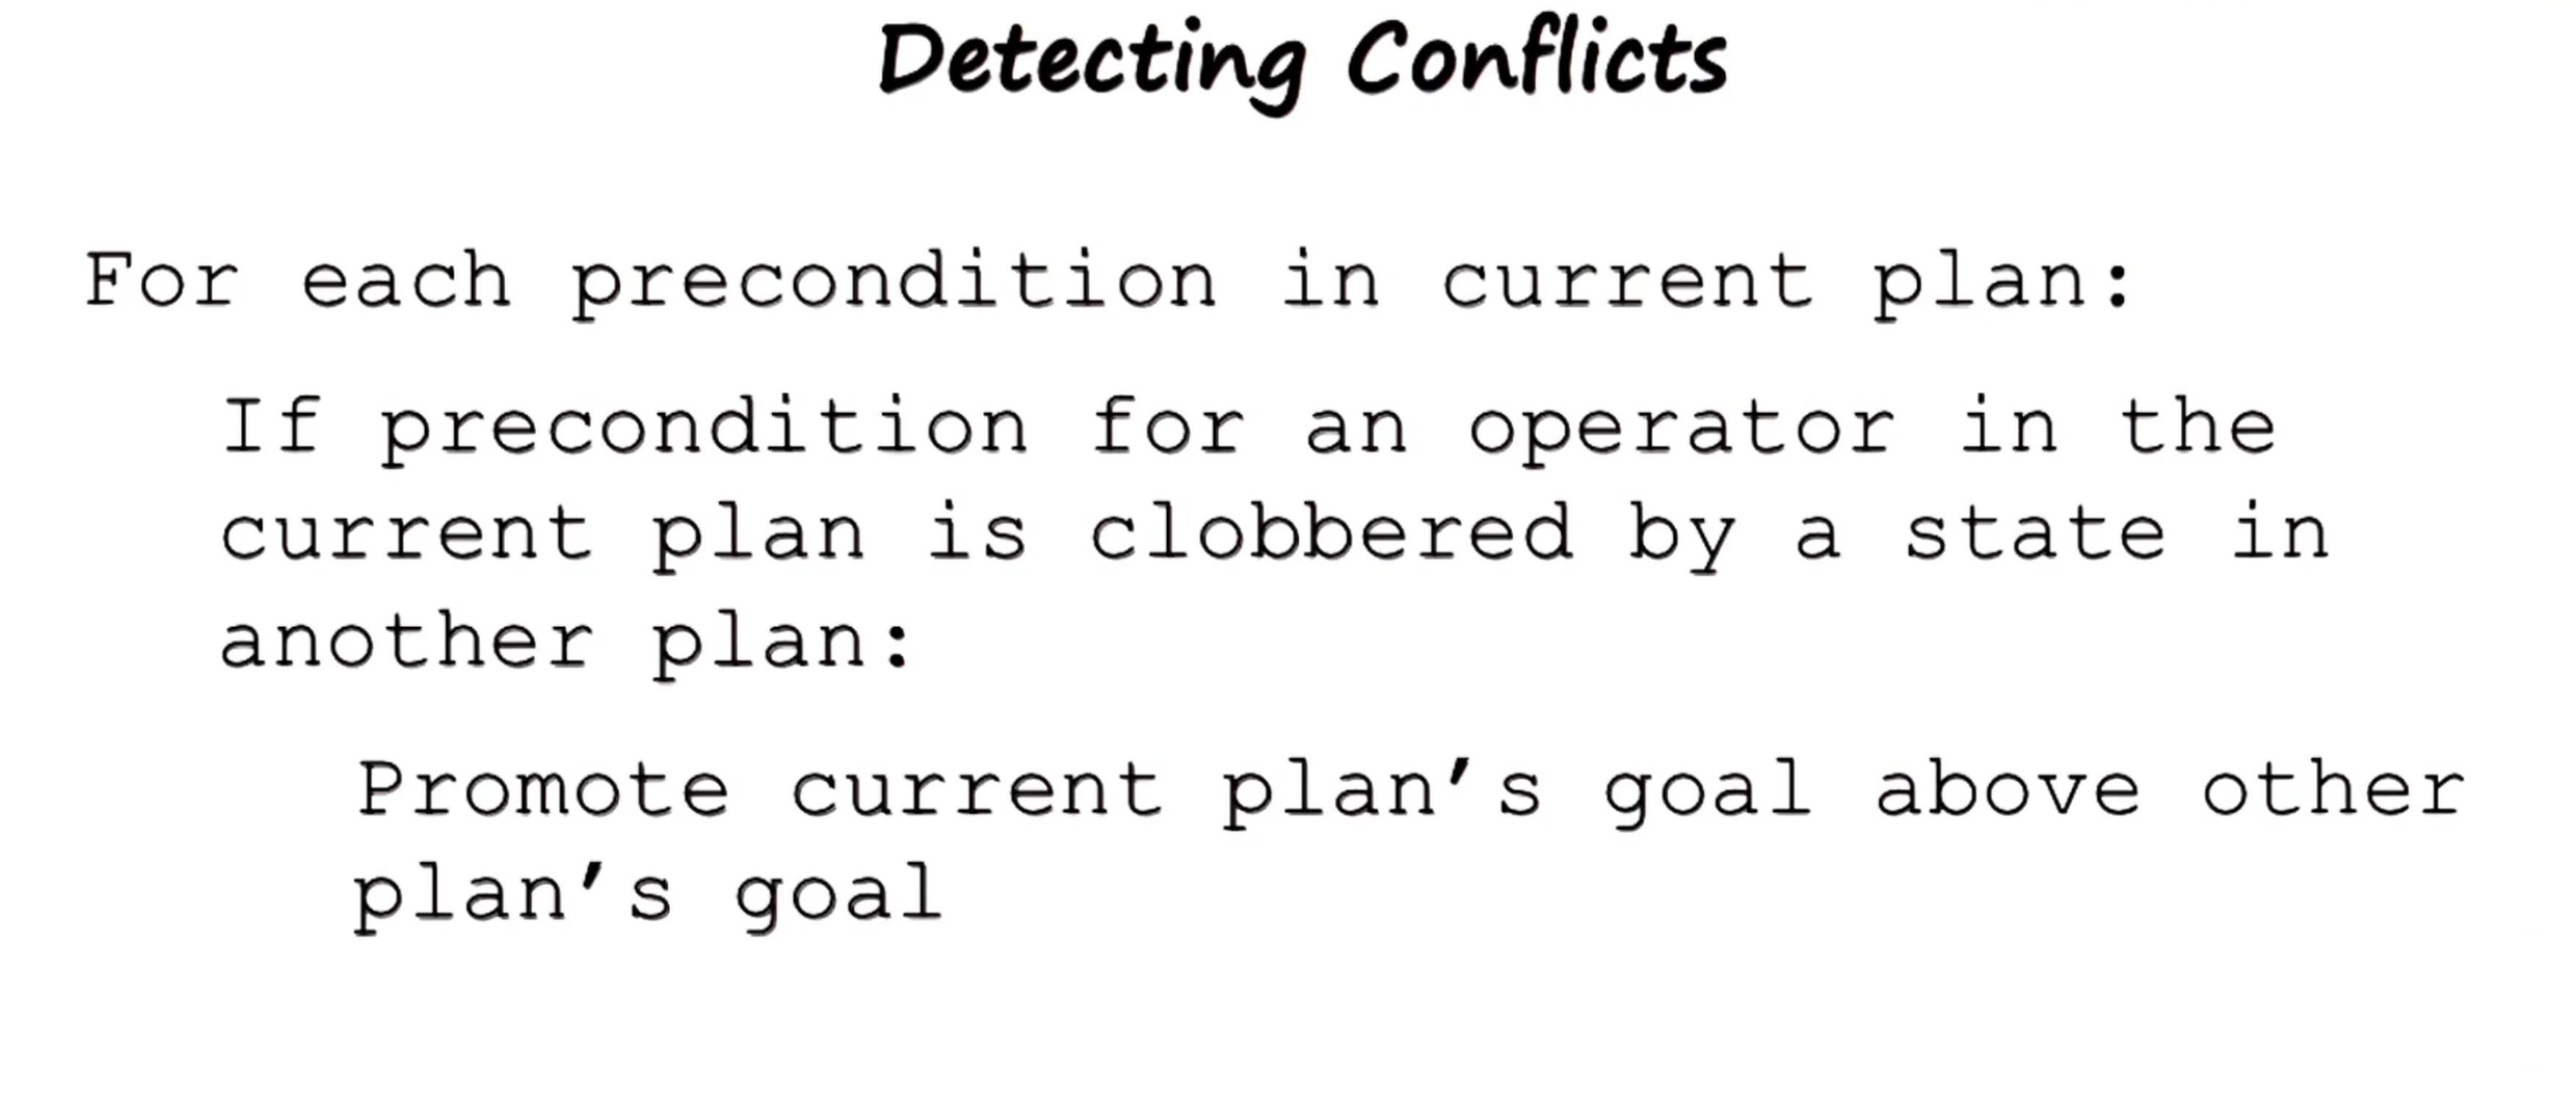 Detecting Conflicts
For each precondition in current plan:
If precondition for an operator in the
current plan is clobbered by a state in
another plan:
Promote current plan’s goal above other
plan’s goal